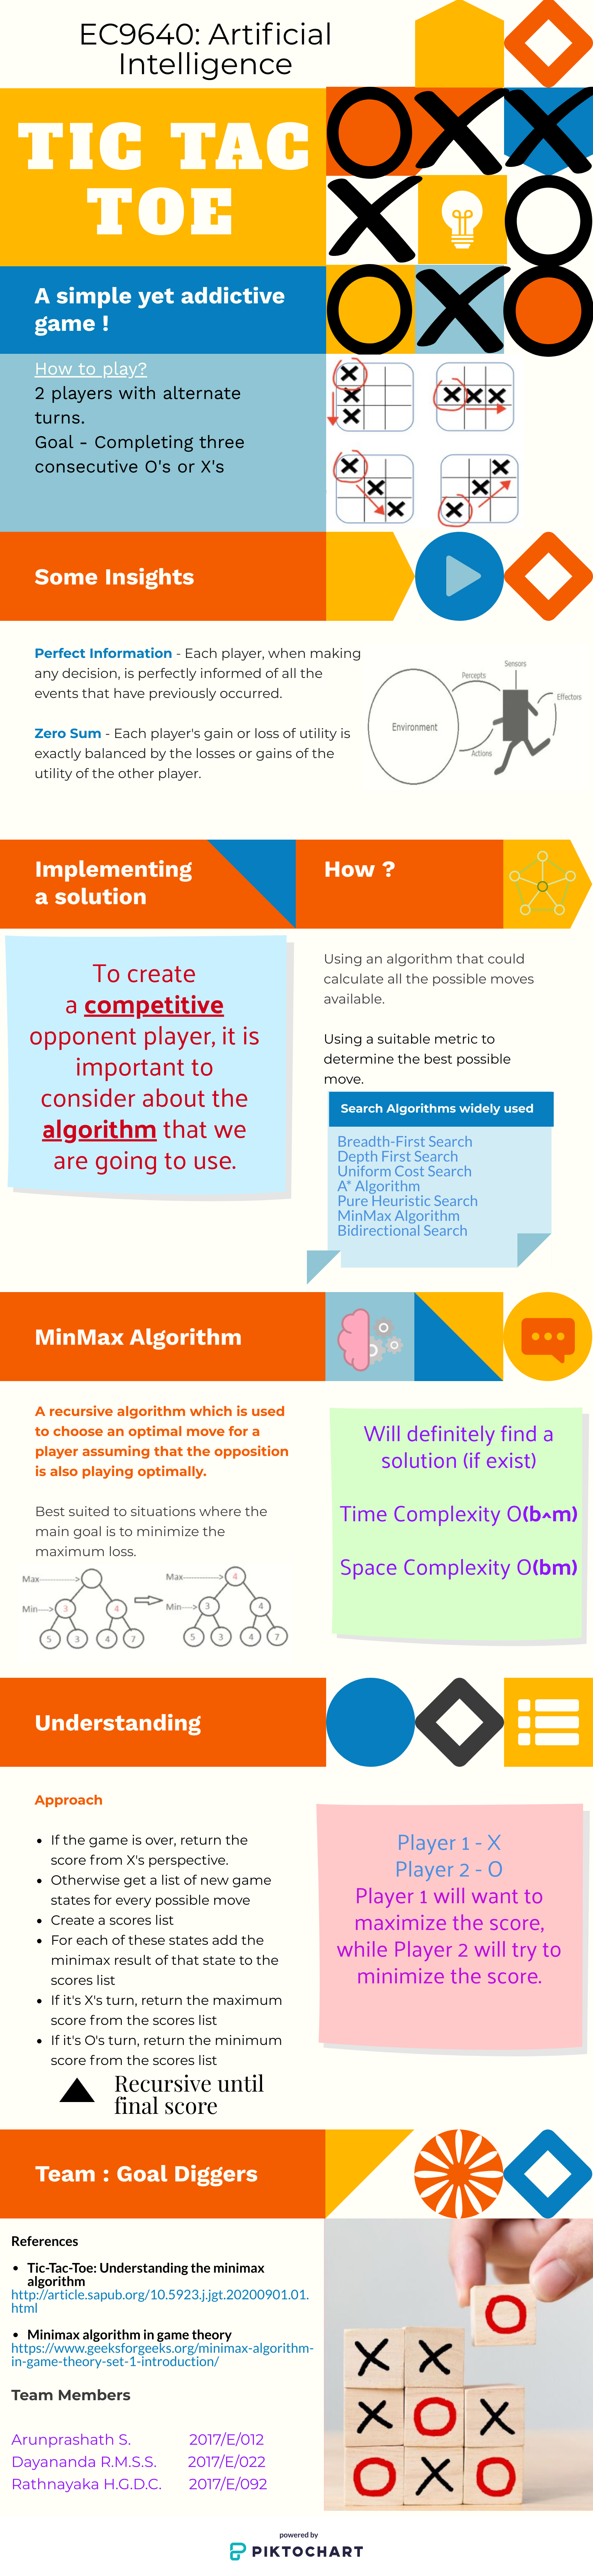 EC9640: Artificial
Intelligence
TIC TAC
TOE
A simple yet addictive
game !
How to play?
2 players with alternate
turns.
Goal - Completing three
consecutive O's or X's
Some Insights
Perfect Information - Each player, when making
any decision, is perfectly informed of all the
events that have previously occurred.
Zero Sum - Each player's gain or loss of utility is
exactly balanced by the losses or gains of the
utility of the other player.
Sensors
Percepts
Effectors
Environment
Actions
Implementing
a solution
How ?
To create
a competitive
opponent player, it is
important to
consider about the
algorithm that we
are going to use.
Using an algorithm that could
calculate all the possible moves
available.
Using a suitable metric to
determine the best possible
move.
Search Algorithms widely used
Breadth-First Search
Depth First Search
Uniform Cost Search
A* Algorithm
Pure Heuristic Search
MinMax Algorithm
Bidirectional Search
MinMax Algorithm
A recursive algorithm which is used
to choose an optimal move for a
player assuming that the opposition
is also playing optimally.
Best suited to situations where the
main goal is to minimize the
maximum loss.
Max
Min
3 4
5 3 4 7
Max 4
Min 3 4
5 3 4 7
Will definitely find a
solution (if exist)
Time Complexity O(b^m)
Space Complexity O(bm)
Understanding
Approach
• If the game is over, return the
score from X's perspective.
• Otherwise get a list of new game
states for every possible move
• Create a scores list
• For each of these states add the
minimax result of that state to the
scores list
• If it's X's turn, return the maximum
score from the scores list
• If it's O's turn, return the minimum
score from the scores list
Recursive until
final score
Player 1 - X
Player 2 - O
Player 1 will want to
maximize the score,
while Player 2 will try to
minimize the score.
Team : Goal Diggers
References
• Tic-Tac-Toe: Understanding the minimax
algorithm
http://article.sapub.org/10.5923.j.jgt.20200901.01.
html
• Minimax algorithm in game theory
https://www.geeksforgeeks.org/minimax-algorithm-
in-game-theory-set-1-introduction/
Team Members
Arunprashath S. 2017/E/012
Dayananda R.M.S.S. 2017/E/022
Rathnayaka H.G.D.C. 2017/E/092
powered by
PIKTOCHART